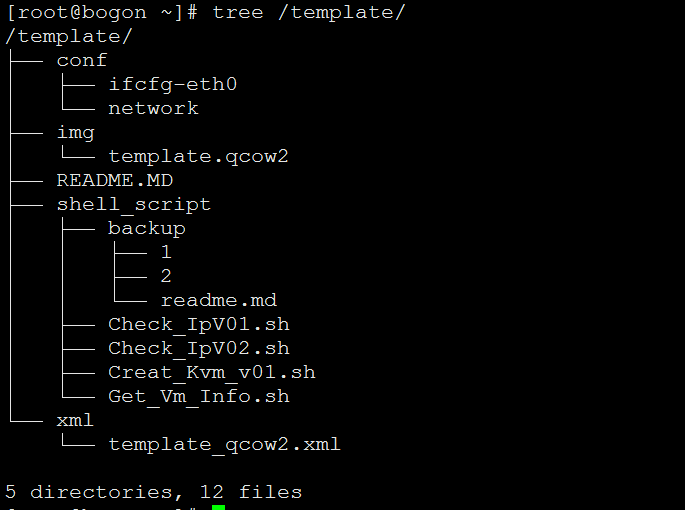 [root@bogon ~]# tree /template/
/template/
├── conf
│   ├── ifcfg-eth0
│   └── network
├── img
│   └── template.qcow2
├── README.MD
├── shell_script
│   ├── backup
│   │   ├── 1
│   │   ├── 2
│   │   └── readme.md
│   ├── Check_IpV01.sh
│   ├── Check_IpV02.sh
│   ├── Creat_Kvm_v01.sh
│   └── Get_Vm_Info.sh
└── xml
    └── template_qcow2.xml
5 directories, 12 files